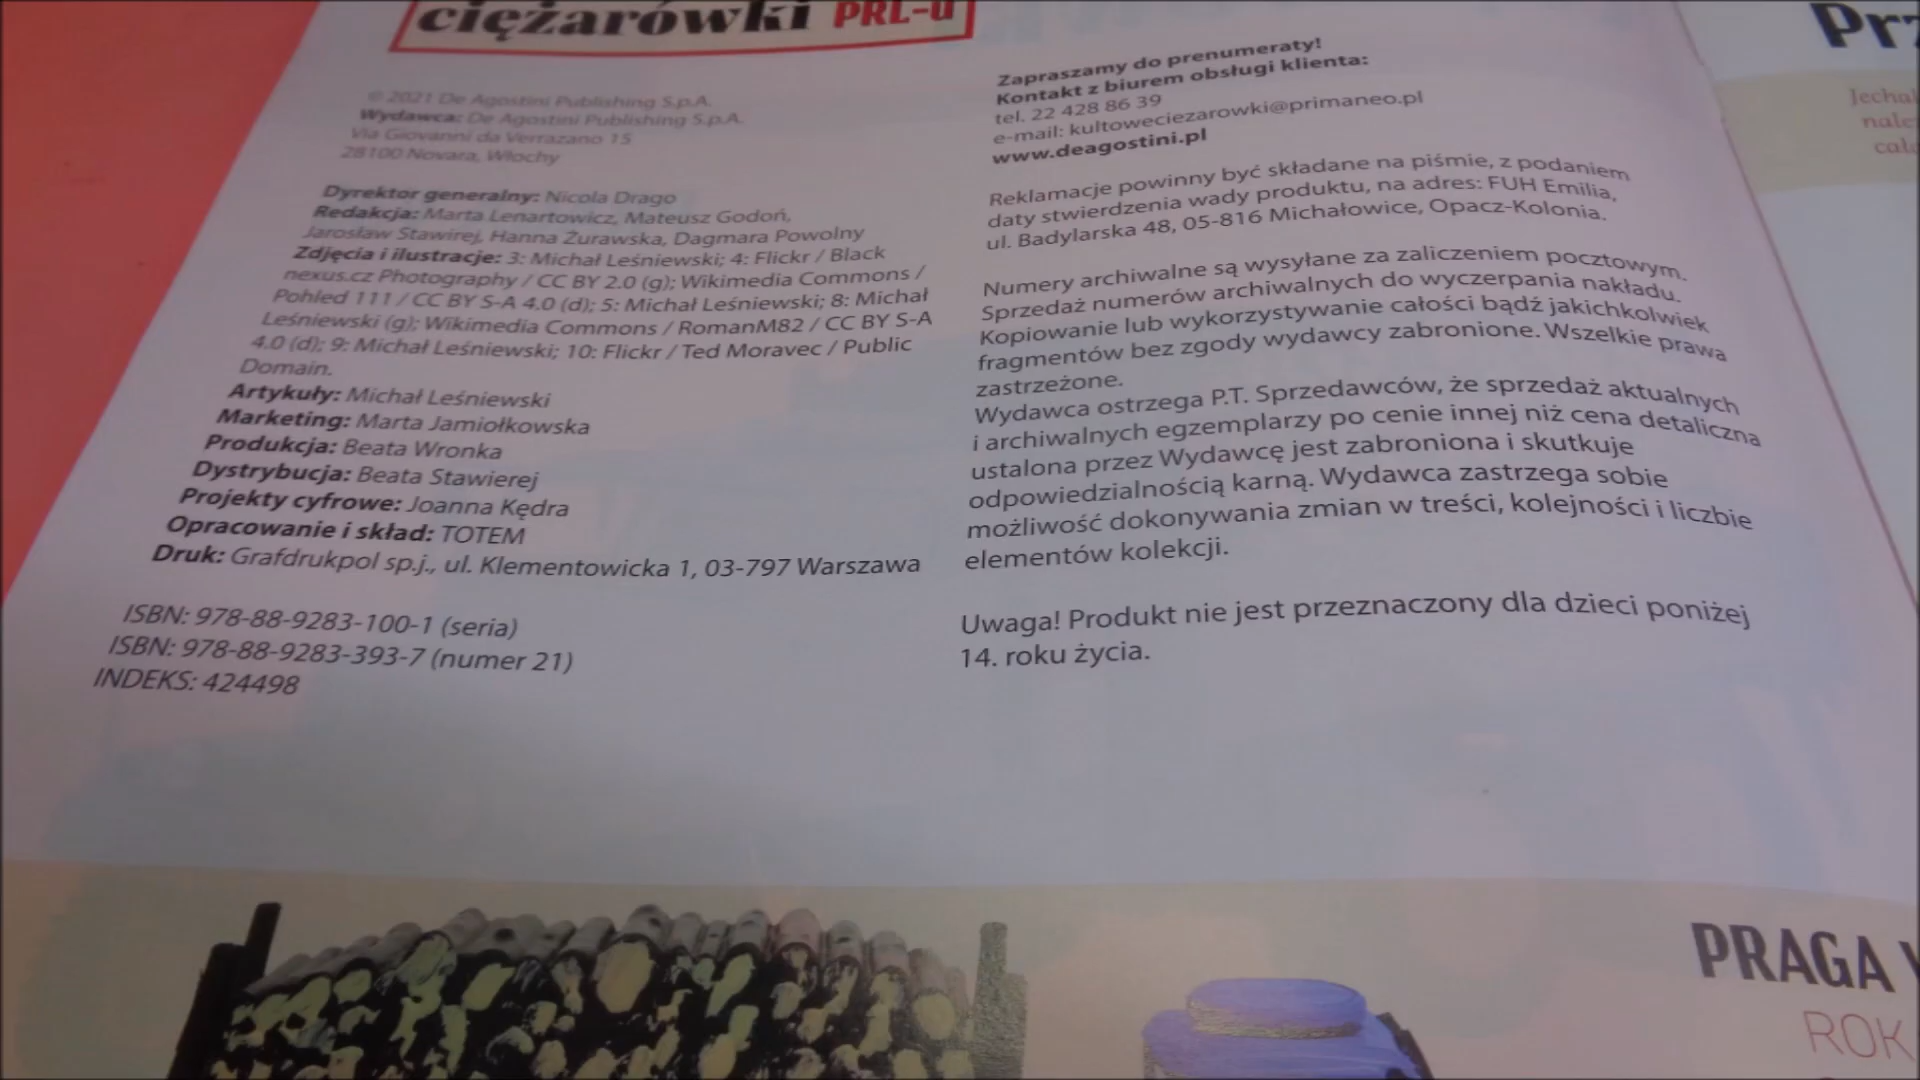 ciężarówki PRL-u
© 2021 De Agostini Publishing S.p.A.
Wydawca: De Agostini Publishing S.p.A.
Via Giovanni da Verrazano 15
28100 Novara, Włochy
Dyrektor generalny: Nicola Drago
Redakcja: Marta Lenartowicz, Mateusz Godoń,
Jarosław Stawirej, Hanna Żurawska, Dagmara Powolny
Zdjęcia i ilustracje: 3: Michał Leśniewski; 4: Flickr / Black
nexus.cz Photography / CC BY 2.0 (g); Wikimedia Commons /
Pohled 111 / CC BY S-A 4.0 (d); 5: Michał Leśniewski; 8: Michał
Leśniewski (g); Wikimedia Commons / RomanM82 / CC BY S-A
4.0 (d); 9: Michał Leśniewski; 10: Flickr / Ted Moravec / Public
Domain.
Artykuły: Michał Leśniewski
Marketing: Marta Jamiołkowska
Produkcja: Beata Wronka
Dystrybucja: Beata Stawierej
Projekty cyfrowe: Joanna Kędra
Opracowanie i skład: TOTEM
Druk: Grafdrukpol sp.j., ul. Klementowicka 1, 03-797 Warszawa
ISBN: 978-88-9283-100-1 (seria)
ISBN: 978-88-9283-393-7 (numer 21)
INDEKS: 424498
Zapraszamy do prenumeraty!
Kontakt z biurem obsługi klienta:
tel. 22 428 86 39
e-mail: kultoweciezarowki@primaneo.pl
www.deagostini.pl
Reklamacje powinny być składane na piśmie, z podaniem
daty stwierdzenia wady produktu, na adres: FUH Emilia,
ul. Badylarska 48, 05-816 Michałowice, Opacz-Kolonia.
Numery archiwalne są wysyłane za zaliczeniem pocztowym.
Sprzedaż numerów archiwalnych do wyczerpania nakładu.
Kopiowanie lub wykorzystywanie całości bądź jakichkolwiek
fragmentów bez zgody wydawcy zabronione. Wszelkie prawa
zastrzeżone.
Wydawca ostrzega P.T. Sprzedawców, że sprzedaż aktualnych
i archiwalnych egzemplarzy po cenie innej niż cena detaliczna
ustalona przez Wydawcę jest zabroniona i skutkuje
odpowiedzialnością karną. Wydawca zastrzega sobie
możliwość dokonywania zmian w treści, kolejności i liczbie
elementów kolekcji.
Uwaga! Produkt nie jest przeznaczony dla dzieci poniżej
14. roku życia.
PRAGA
ROK